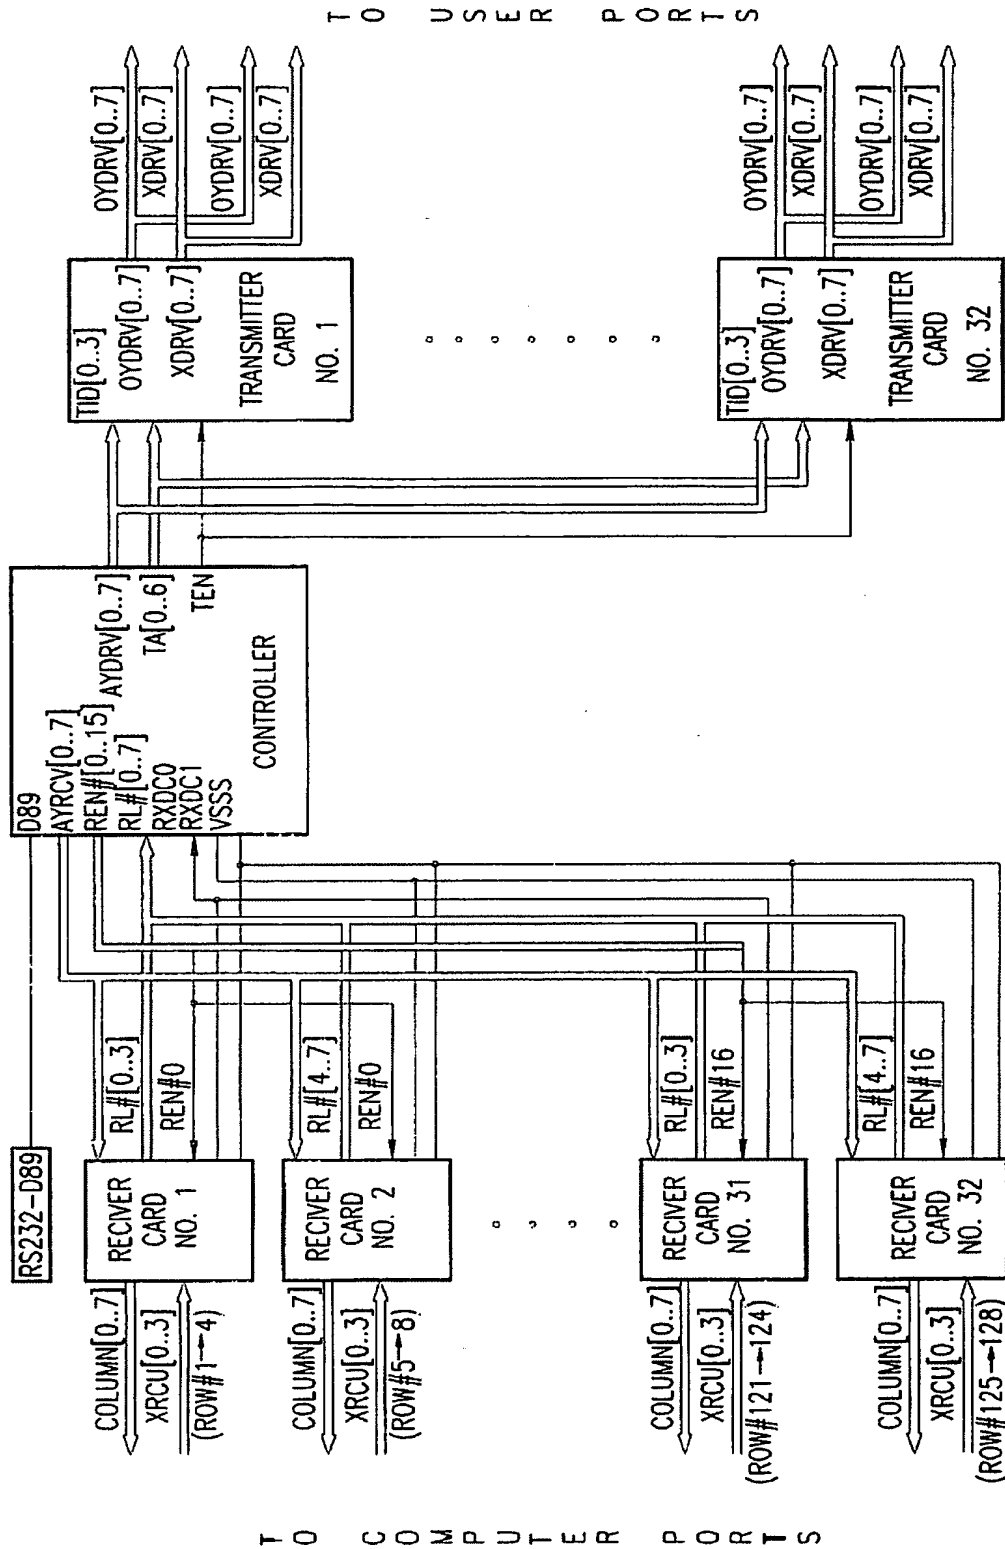 TO COMPUTER PORTS
RS232-D89
COLUMN[0..7]
XRCU[0..3]
(ROW#1→4)
RECIVER
CARD
NO. 1
RL#[0..3]
REN#0
COLUMN[0..7]
XRCU[0..3]
(ROW#5→8)
RECIVER
CARD
NO. 2
RL#[4..7]
REN#0
COLUMN[0..7]
XRCU[0..3]
(ROW#121→124)
RECIVER
CARD
NO. 31
RL#[0..3]
REN#16
COLUMN[0..7]
XRCU[0..3]
(ROW#125→128)
RECIVER
CARD
NO. 32
RL#[4..7]
REN#16
D89
AYRCV[0..7]
REN#[0..15]
RL#[0..7]
RXDC0
RXDC1
VSSS
AYDRV[0..7]
TA[0..6]
TEN
CONTROLLER
TID[0..3]
OYDRV[0..7]
XDRV[0..7]
TRANSMITTER
CARD
NO. 1
OYDRV[0..7]
XDRV[0..7]
OYDRV[0..7]
XDRV[0..7]
TID[0..3]
OYDRV[0..7]
XDRV[0..7]
TRANSMITTER
CARD
NO. 32
OYDRV[0..7]
XDRV[0..7]
OYDRV[0..7]
XDRV[0..7]
TO USER PORTS